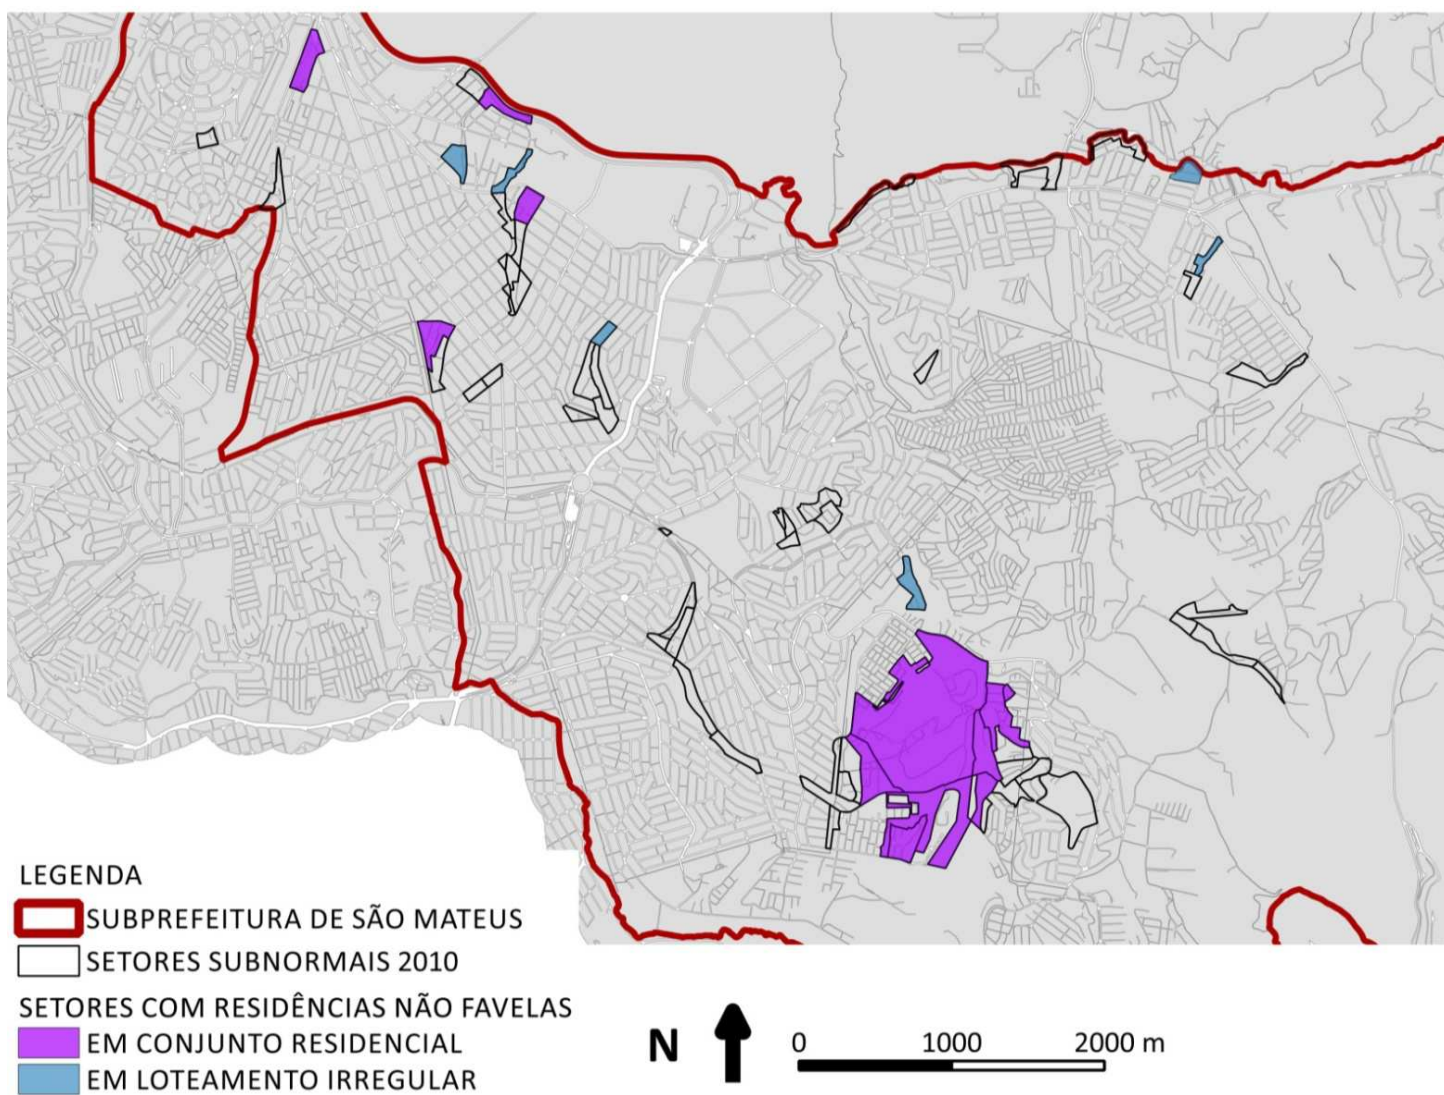 LEGENDA
SUBPREFEITURA DE SÃO MATEUS
SETORES SUBNORMAIS 2010
SETORES COM RESIDÊNCIAS NÃO FAVELAS
EM CONJUNTO RESIDENCIAL
EM LOTEAMENTO IRREGULAR
N
0 1000 2000 m